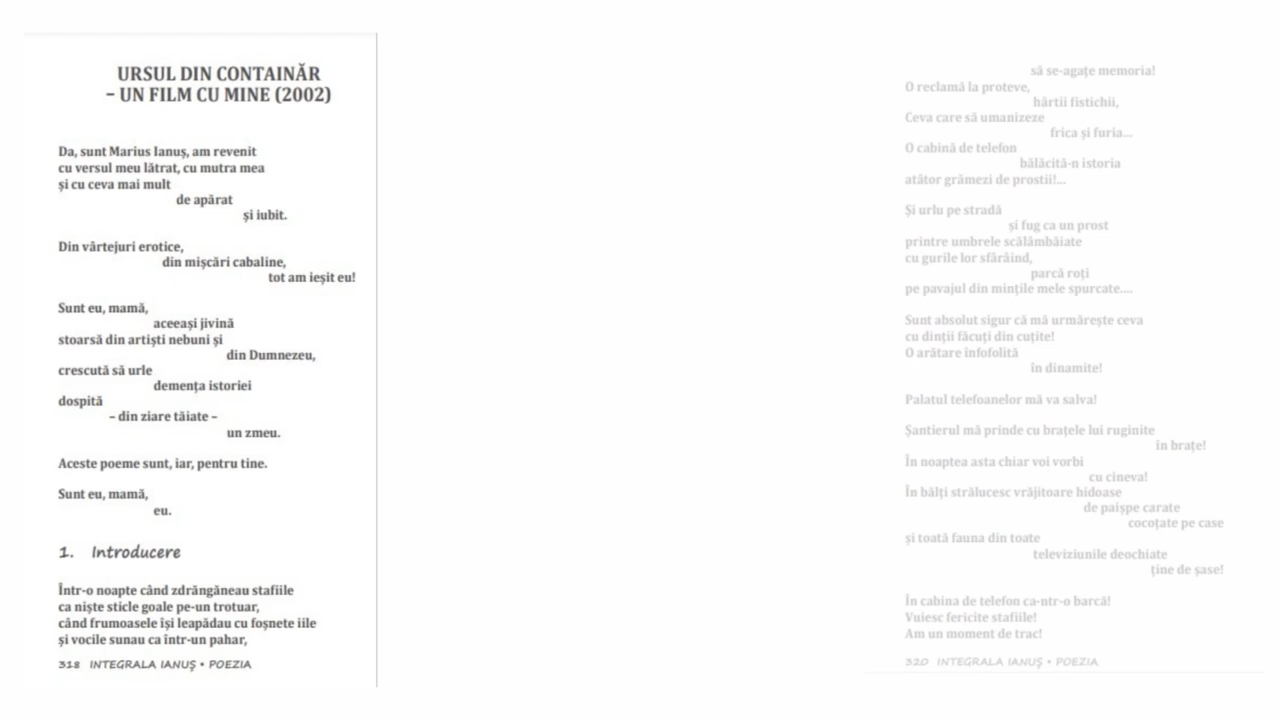 URSUL DIN CONTAINĂR
– UN FILM CU MINE (2002)
Da, sunt Marius Ianuş, am revenit
cu versul meu lătrat, cu mutra mea
şi cu ceva mai mult
de apărat
şi iubit.
Din vârtejuri erotice,
din mişcări cabaline,
tot am ieşit eu!
Sunt eu, mamă,
aceeaşi jivină
stoarsă din artişti nebuni şi
din Dumnezeu,
crescută să urle
demenţa istoriei
dospită
– din ziare tăiate –
un zmeu.
Aceste poeme sunt, iar, pentru tine.
Sunt eu, mamă,
eu.
1. Introducere
Într-o noapte când zdrăngăneau stafiile
ca nişte sticle goale pe-un trotuar,
când frumoasele îşi leapădau cu foşnete iile
şi vocile sunau ca într-un pahar,
318 INTEGRALA IANUŞ • POEZIA
să se-agaţe memoria!
O reclamă la proteve,
hârtii fistichii,
Ceva care să umanizeze
frica şi furia...
O cabină de telefon
bălăcită-n istoria
atâtor grămezi de prostii!...
Şi urlu pe stradă
şi fug ca un prost
printre umbrele scălâmbăiate
cu gurile lor sfârâind,
parcă roţi
pe pavajul din minţile mele spurcate....
Sunt absolut sigur că mă urmăreşte ceva
cu dinţii făcuţi din cuţite!
O arătare înfofolită
în dinamite!
Palatul telefoanelor mă va salva!
Şantierul mă prinde cu braţele lui ruginite
în braţe!
În noaptea asta chiar voi vorbi
cu cineva!
În bălţi strălucesc vrăjitoare hidoase
de paişpe carate
cocoţate pe case
şi toată fauna din toate
televiziunile deochiate
ţine de şase!
În cabina de telefon ca-ntr-o barcă!
Vuiesc fericite stafiile!
Am un moment de trac!
320 INTEGRALA IANUŞ • POEZIA